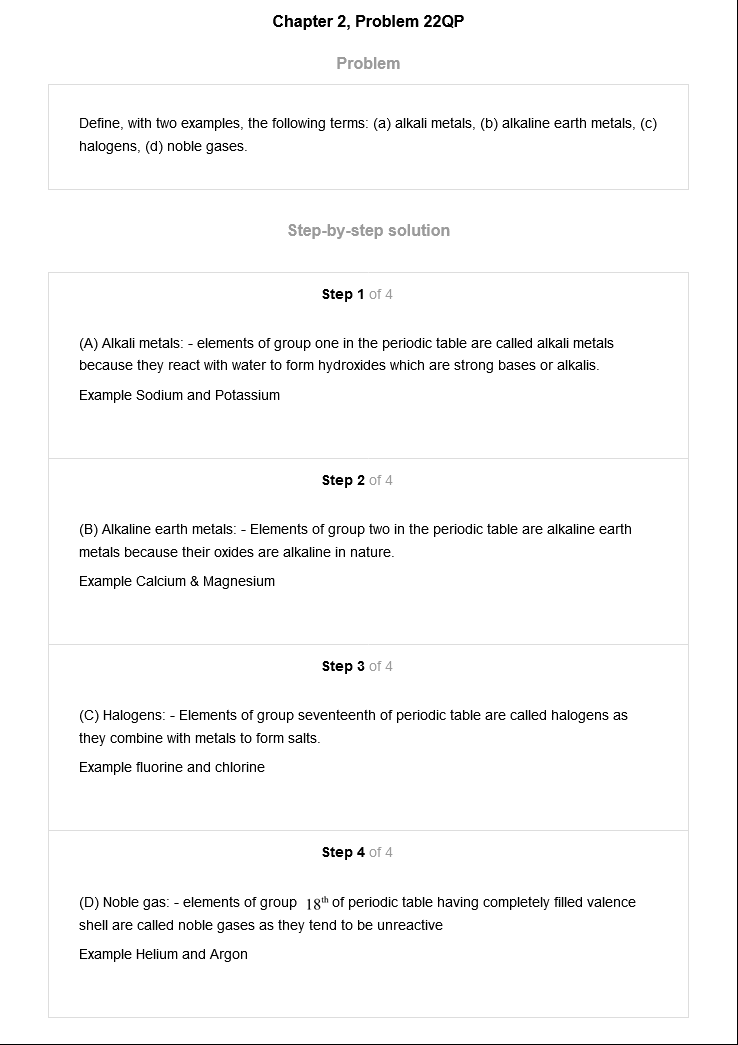 Chapter 2, Problem 22QP
Problem
Define, with two examples, the following terms: (a) alkali metals, (b) alkaline earth metals, (c)
halogens, (d) noble gases.
Step-by-step solution
Step 1 of 4
(A) Alkali metals: - elements of group one in the periodic table are called alkali metals
because they react with water to form hydroxides which are strong bases or alkalis.
Example Sodium and Potassium
Step 2 of 4
(B) Alkaline earth metals: - Elements of group two in the periodic table are alkaline earth
metals because their oxides are alkaline in nature.
Example Calcium & Magnesium
Step 3 of 4
(C) Halogens: - Elements of group seventeenth of periodic table are called halogens as
they combine with metals to form salts.
Example fluorine and chlorine
Step 4 of 4
(D) Noble gas: - elements of group 18th of periodic table having completely filled valence
shell are called noble gases as they tend to be unreactive
Example Helium and Argon